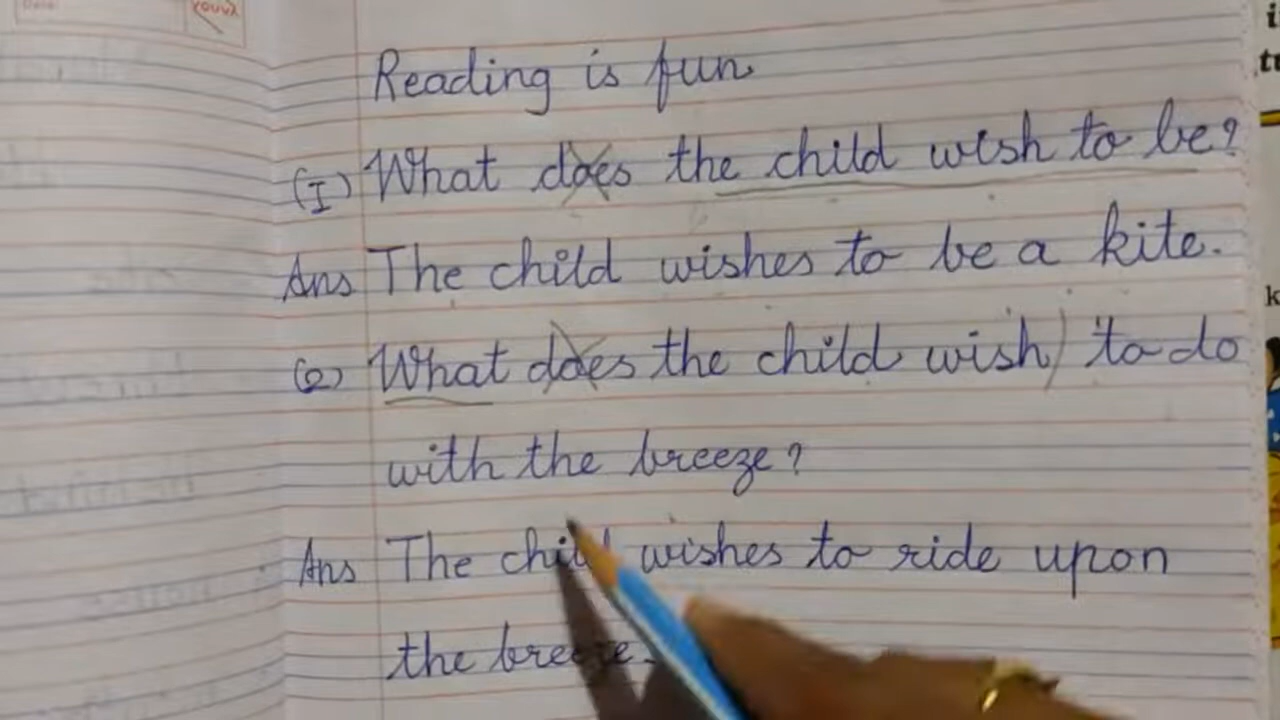 Reading is fun
(I) What does the child wish to be?
Ans The child wishes to be a kite.
(2) What does the child wish to do
with the breeze?
Ans The child wishes to ride upon
the breeze.